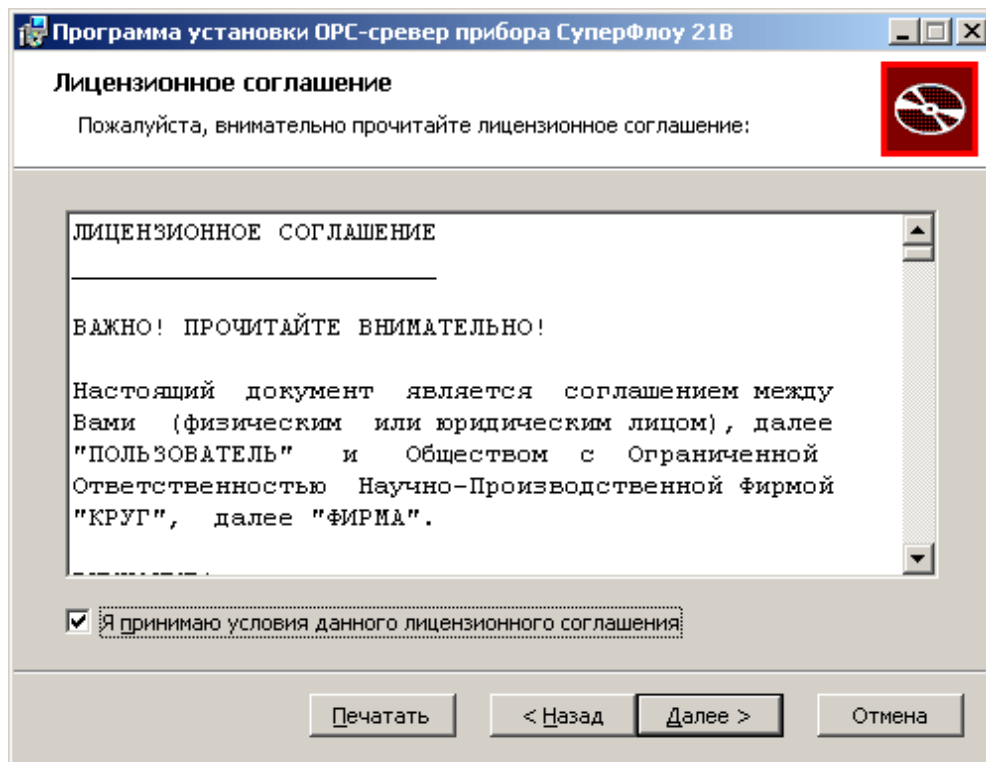 Программа установки OPC-сревер прибора СуперФлоу 21В
Лицензионное соглашение
Пожалуйста, внимательно прочитайте лицензионное соглашение:
ЛИЦЕНЗИОННОЕ СОГЛАШЕНИЕ
ВАЖНО! ПРОЧИТАЙТЕ ВНИМАТЕЛЬНО!
Настоящий документ является соглашением между
Вами (физическим или юридическим лицом), далее
"ПОЛЬЗОВАТЕЛЬ" и Обществом с Ограниченной
Ответственностью Научно-Производственной Фирмой
"КРУГ", далее "ФИРМА".
Я принимаю условия данного лицензионного соглашения
Печатать
< Назад
Далее >
Отмена